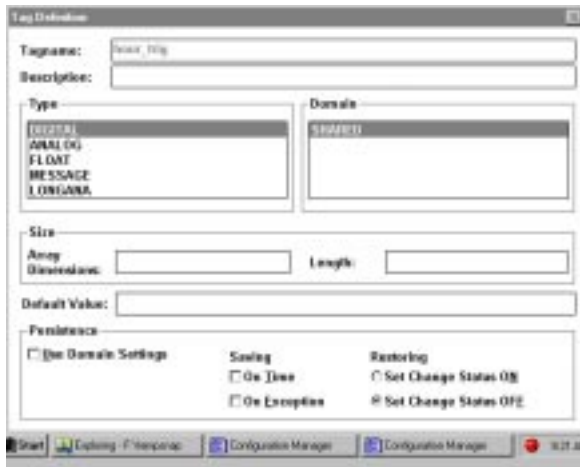 Tag Definition
Tagname: hour_trig
Description:
Type
Domain
DIGITAL
ANALOG
FLOAT
MESSAGE
LONGANA
SHARED
Size
Array Dimensions:
Length:
Default Value:
Persistence
Use Domain Settings
Saving
Restoring
On Time
Set Change Status ON
On Exception
Set Change Status OFF
Start
Exploring -
Configuration Manager
Configuration Manager